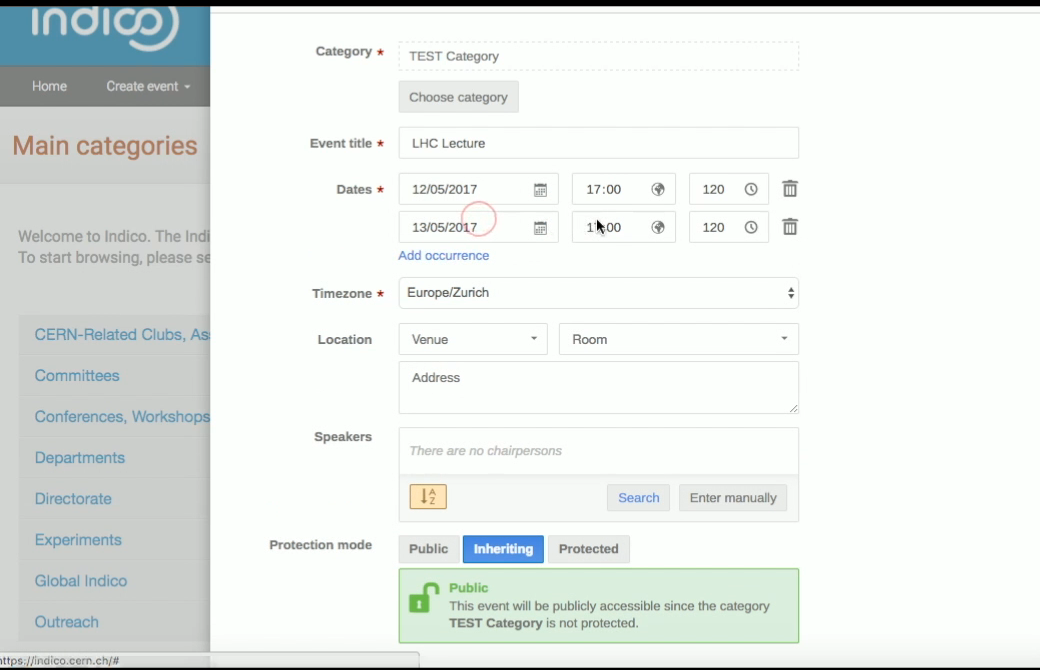 indico
Home Create event
Main categories
Welcome to Indico. The Indi
To start browsing, please se
CERN-Related Clubs, As
Committees
Conferences, Workshops
Departments
Directorate
Experiments
Global Indico
Outreach
https://indico.cern.ch/#
Category *
TEST Category
Choose category
Event title *
LHC Lecture
Dates *
12/05/2017 17:00 120
13/05/2017 120
Add occurrence
Timezone *
Europe/Zurich
Location
Venue Room
Address
Speakers
There are no chairpersons
A
Z
Search Enter manually
Protection mode
Public Inheriting Protected
Public
This event will be publicly accessible since the category
TEST Category is not protected.